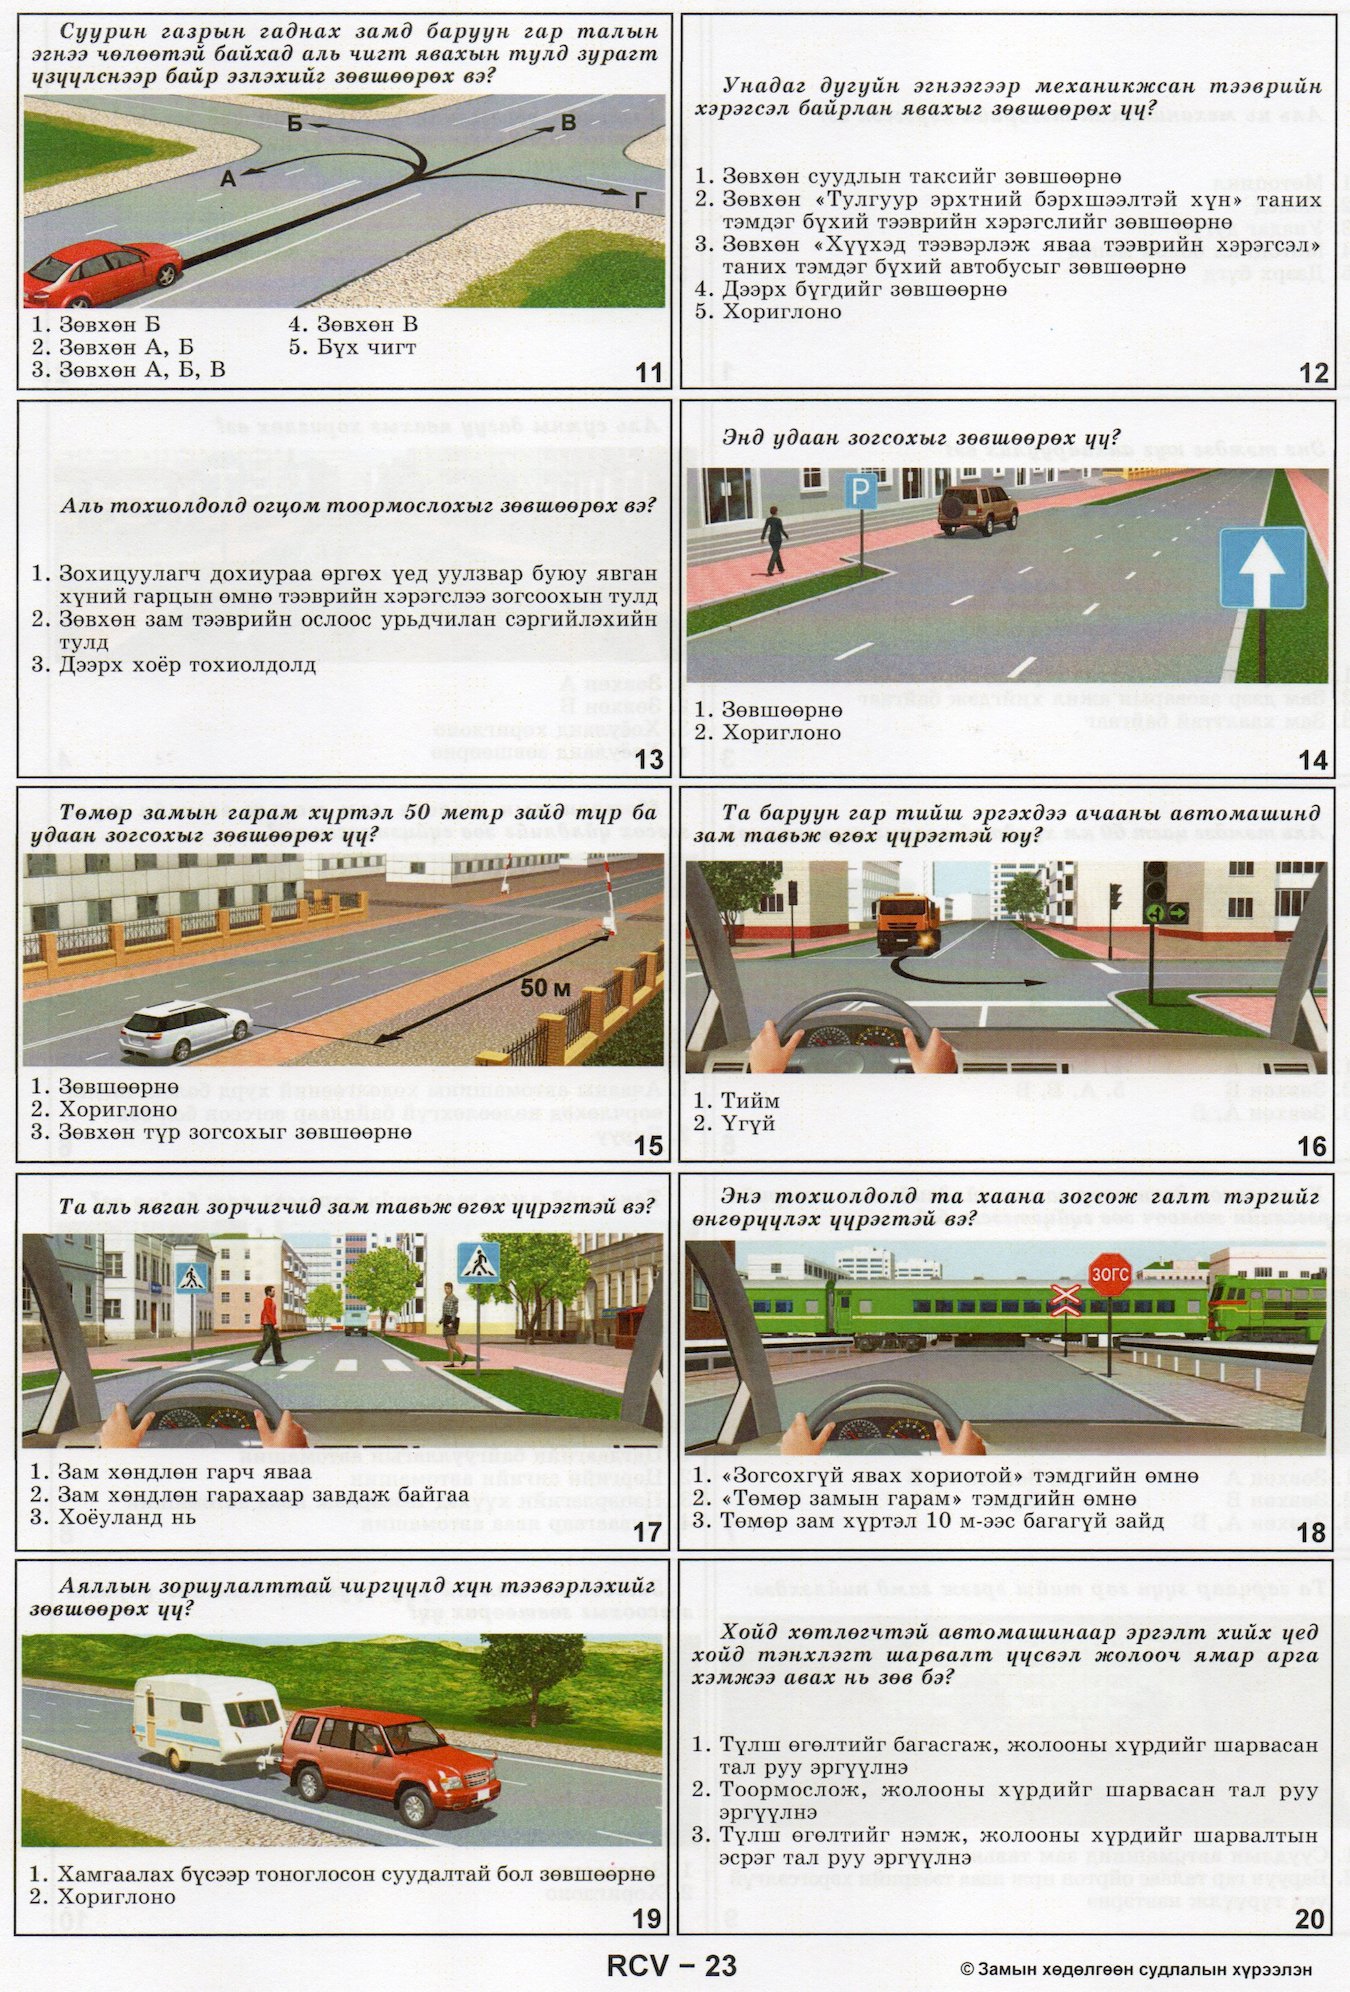 Суурин газрын гаднах замд баруун гар талын
эгнээ чөлөөтэй байхад аль чигт явахын тулд зурагт
үзүүлснээр байр эзлэхийг зөвшөөрөх вэ?
Б
В
А
Г
1. Зөвхөн Б
2. Зөвхөн А, Б
3. Зөвхөн А, Б, В
4. Зөвхөн В
5. Бүх чигт
11
Унадаг дугуйн эгнээгээр механикжсан тээврийн
хэрэгсэл байрлан явахыг зөвшөөрөх үү?
1. Зөвхөн суудлын таксийг зөвшөөрнө
2. Зөвхөн «Тулгуур эрхтний бэрхшээлтэй хүн» таних
тэмдэг бүхий тээврийн хэрэгслийг зөвшөөрнө
3. Зөвхөн «Хүүхэд тээвэрлэж яваа тээврийн хэрэгсэл»
таних тэмдэг бүхий автобусыг зөвшөөрнө
4. Дээрх бүгдийг зөвшөөрнө
5. Хориглоно
12
Аль тохиолдолд огцом тоормослохыг зөвшөөрөх вэ?
1. Зохицуулагч дохиураа өргөх үед уулзвар буюу явган
хүний гарцын өмнө тээврийн хэрэгслээ зогсоохын тулд
2. Зөвхөн зам тээврийн ослоос урьдчилан сэргийлэхийн
тулд
3. Дээрх хоёр тохиолдолд
13
Энд удаан зогсохыг зөвшөөрөх үү?
P
1. Зөвшөөрнө
2. Хориглоно
14
Төмөр замын гарам хүртэл 50 метр зайд түр ба
удаан зогсохыг зөвшөөрөх үү?
50 м
1. Зөвшөөрнө
2. Хориглоно
3. Зөвхөн түр зогсохыг зөвшөөрнө
15
Та баруун гар тийш эргэхдээ ачааны автомашинд
зам тавьж өгөх үүрэгтэй юу?
1. Тийм
2. Үгүй
16
Та аль явган зорчигчид зам тавьж өгөх үүрэгтэй вэ?
1. Зам хөндлөн гарч яваа
2. Зам хөндлөн гарахаар завдаж байгаа
3. Хоёуланд нь
17
Энэ тохиолдолд та хаана зогсож галт тэргийг
өнгөрүүлэх үүрэгтэй вэ?
ЗОГС
1. «Зогсохгүй явах хориотой» тэмдгийн өмнө
2. «Төмөр замын гарам» тэмдгийн өмнө
3. Төмөр зам хүртэл 10 м-ээс багагүй зайд
18
Аяллын зориулалттай чиргүүлд хүн тээвэрлэхийг
зөвшөөрөх үү?
1. Хамгаалах бүсээр тоноглосон суудалтай бол зөвшөөрнө
2. Хориглоно
19
Хойд хөтлөгчтэй автомашинаар эргэлт хийх үед
хойд тэнхлэгт шарвалт үүсвэл жолооч ямар арга
хэмжээ авах нь зөв бэ?
1. Түлш өгөлтийг багасгаж, жолооны хүрдийг шарвасан
тал руу эргүүлнэ
2. Тоормослож, жолооны хүрдийг шарвасан тал руу
эргүүлнэ
3. Түлш өгөлтийг нэмж, жолооны хүрдийг шарвалтын
эсрэг тал руу эргүүлнэ
20
RCV – 23
© Замын хөдөлгөөн судлалын хүрээлэн